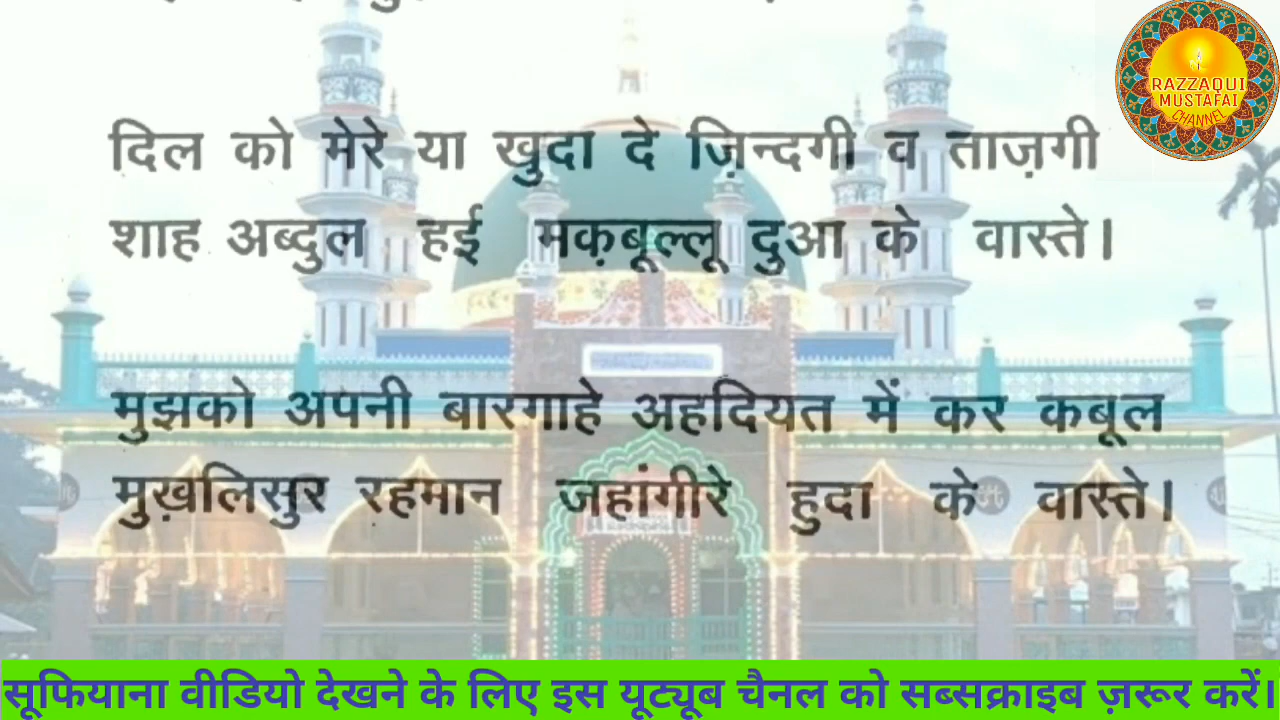 दिल को मेरे या खुदा दे ज़िन्दगी व ताज़गी
शाह अब्दुल हई मक़बूल्लू दुआ के वास्ते।
मुझको अपनी बारगाहे अहदियत में कर कबूल
मुख़लिसुर रहमान जहांगीरे हुदा के वास्ते।
RAZZAQUI
MUSTAFAI
CHANNEL
सूफियाना वीडियो देखने के लिए इस यूट्यूब चैनल को सब्सक्राइब ज़रूर करें।